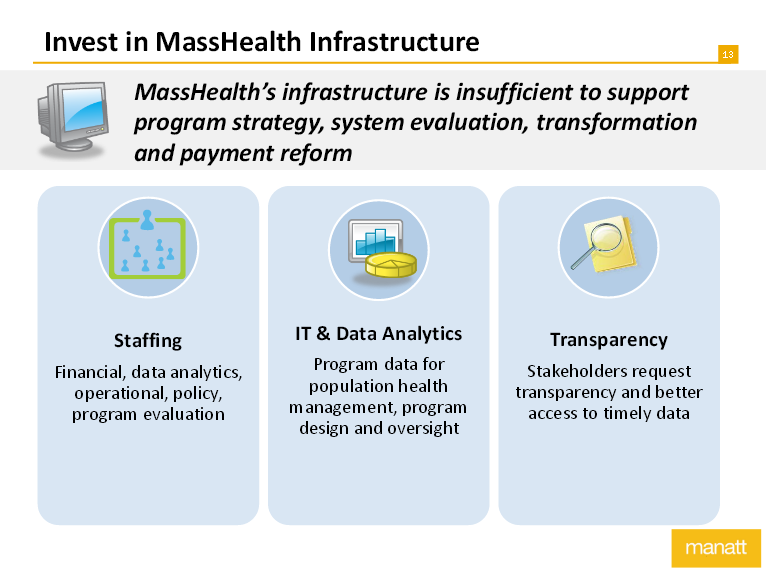 Invest in MassHealth Infrastructure
13
MassHealth’s infrastructure is insufficient to support
program strategy, system evaluation, transformation
and payment reform
Staffing
Financial, data analytics,
operational, policy,
program evaluation
IT & Data Analytics
Program data for
population health
management, program
design and oversight
Transparency
Stakeholders request
transparency and better
access to timely data
manatt